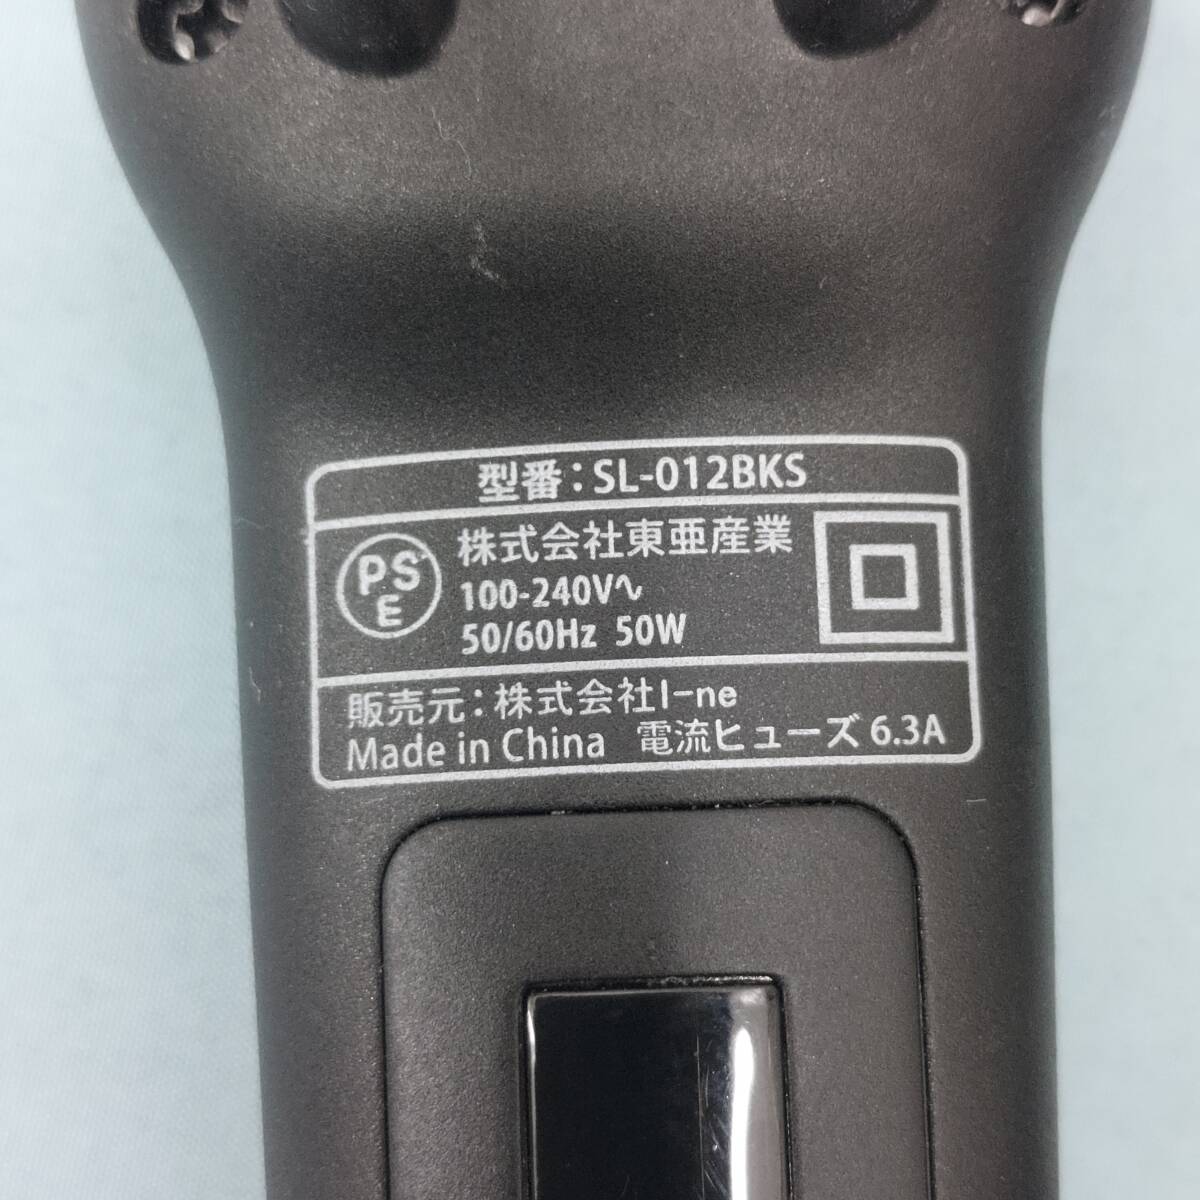 型番：SL-012BKS
PSE
株式会社東亜産業
100-240V∿
50/60Hz 50W
販売元：株式会社I-ne
Made in China 電流ヒューズ 6.3A